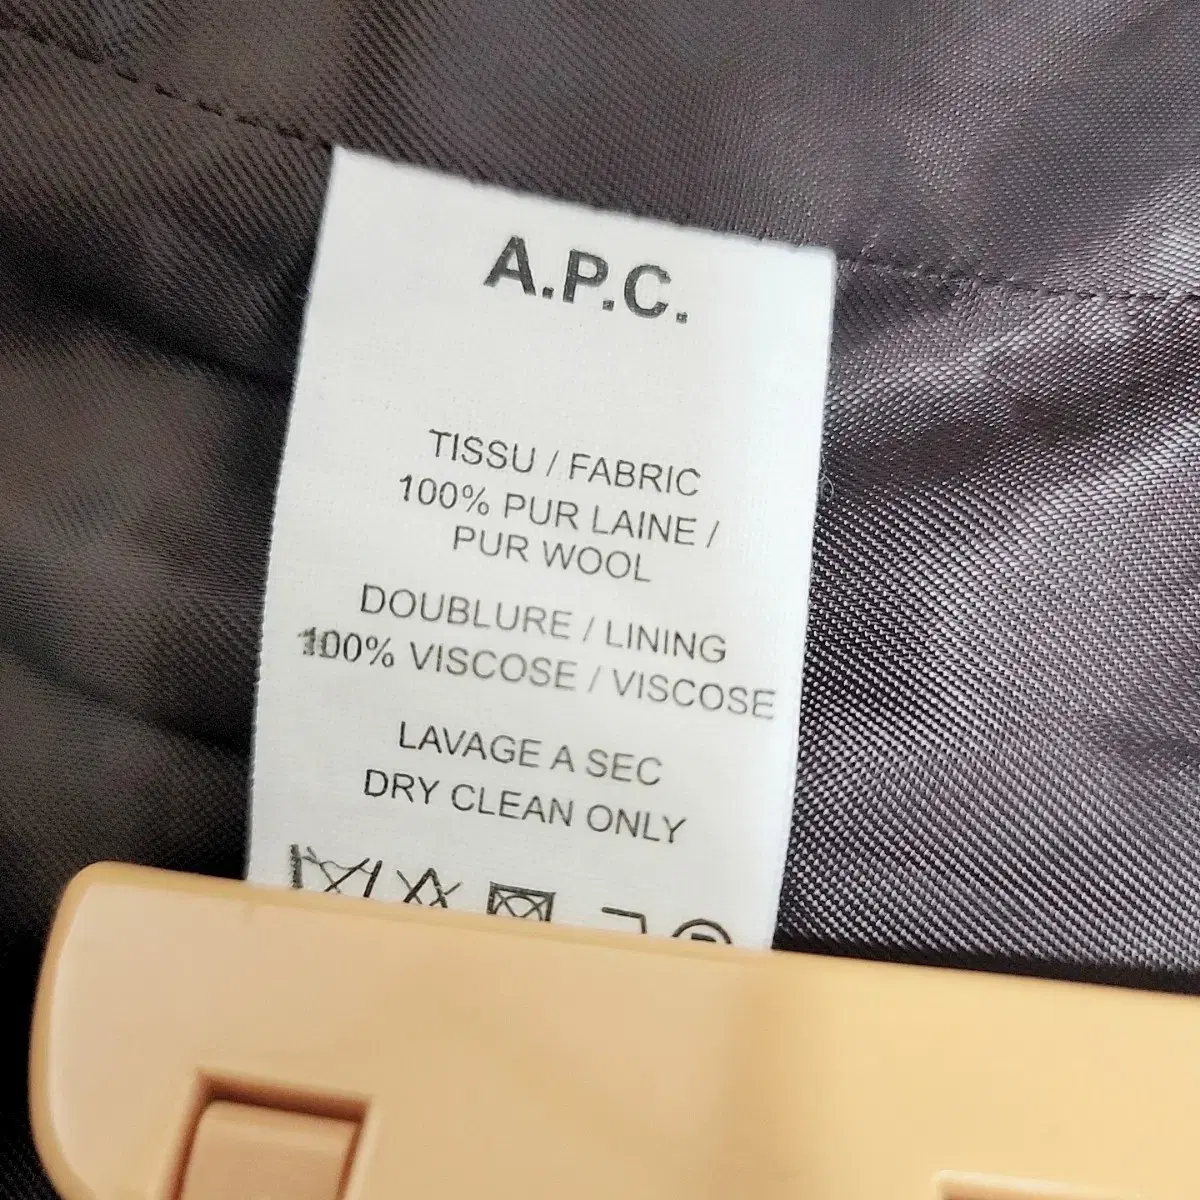 A.P.C.
TISSU / FABRIC
100% PUR LAINE /
PUR WOOL
DOUBLURE / LINING
100% VISCOSE / VISCOSE
LAVAGE A SEC
DRY CLEAN ONLY